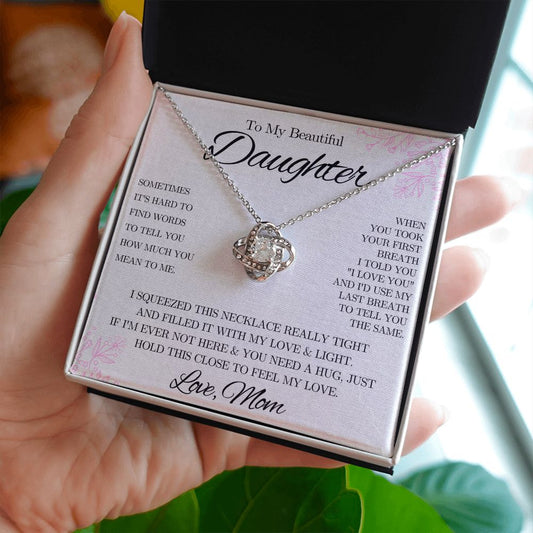 To My Beautiful
Daughter
SOMETIMES
IT'S HARD TO
FIND WORDS
TO TELL YOU
HOW MUCH YOU
MEAN TO ME.
WHEN
YOU TOOK
YOUR FIRST
BREATH
I TOLD YOU
"I LOVE YOU"
AND I'D USE MY
LAST BREATH
TO TELL YOU
THE SAME.
I SQUEEZED THIS NECKLACE REALLY TIGHT
AND FILLED IT WITH MY LOVE & LIGHT.
IF I'M EVER NOT HERE & YOU NEED A HUG, JUST
HOLD THIS CLOSE TO FEEL MY LOVE.
Love, Mom